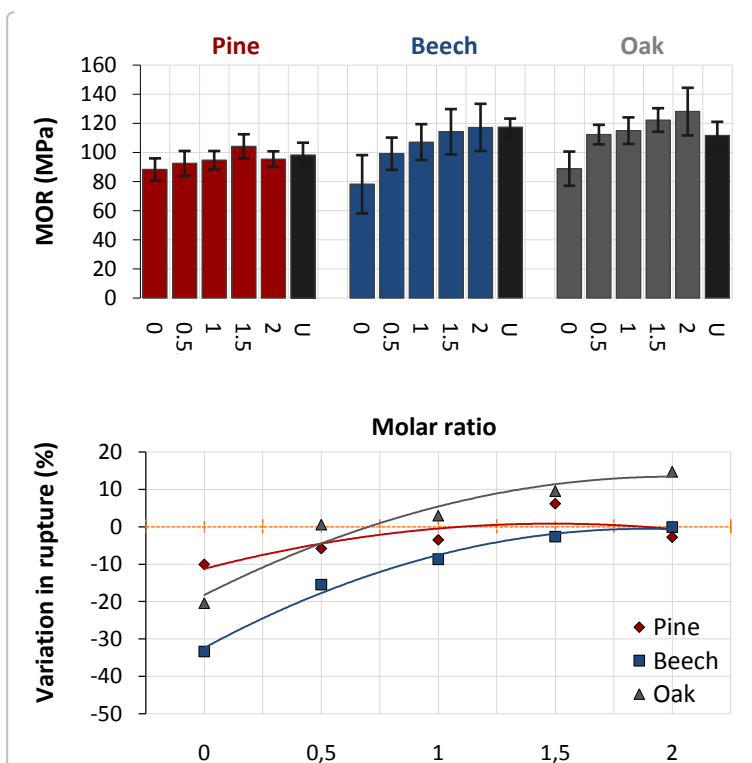 Pine Beech Oak
160
140
120
100
80
60
40
20
0
MOR (MPa)
0 0.5 1 1.5 2 U 0 0.5 1 1.5 2 U 0 0.5 1 1.5 2 U
Molar ratio
20
10
0
-10
-20
-30
-40
-50
Variation in rupture (%)
Pine
Beech
Oak
0 0,5 1 1,5 2